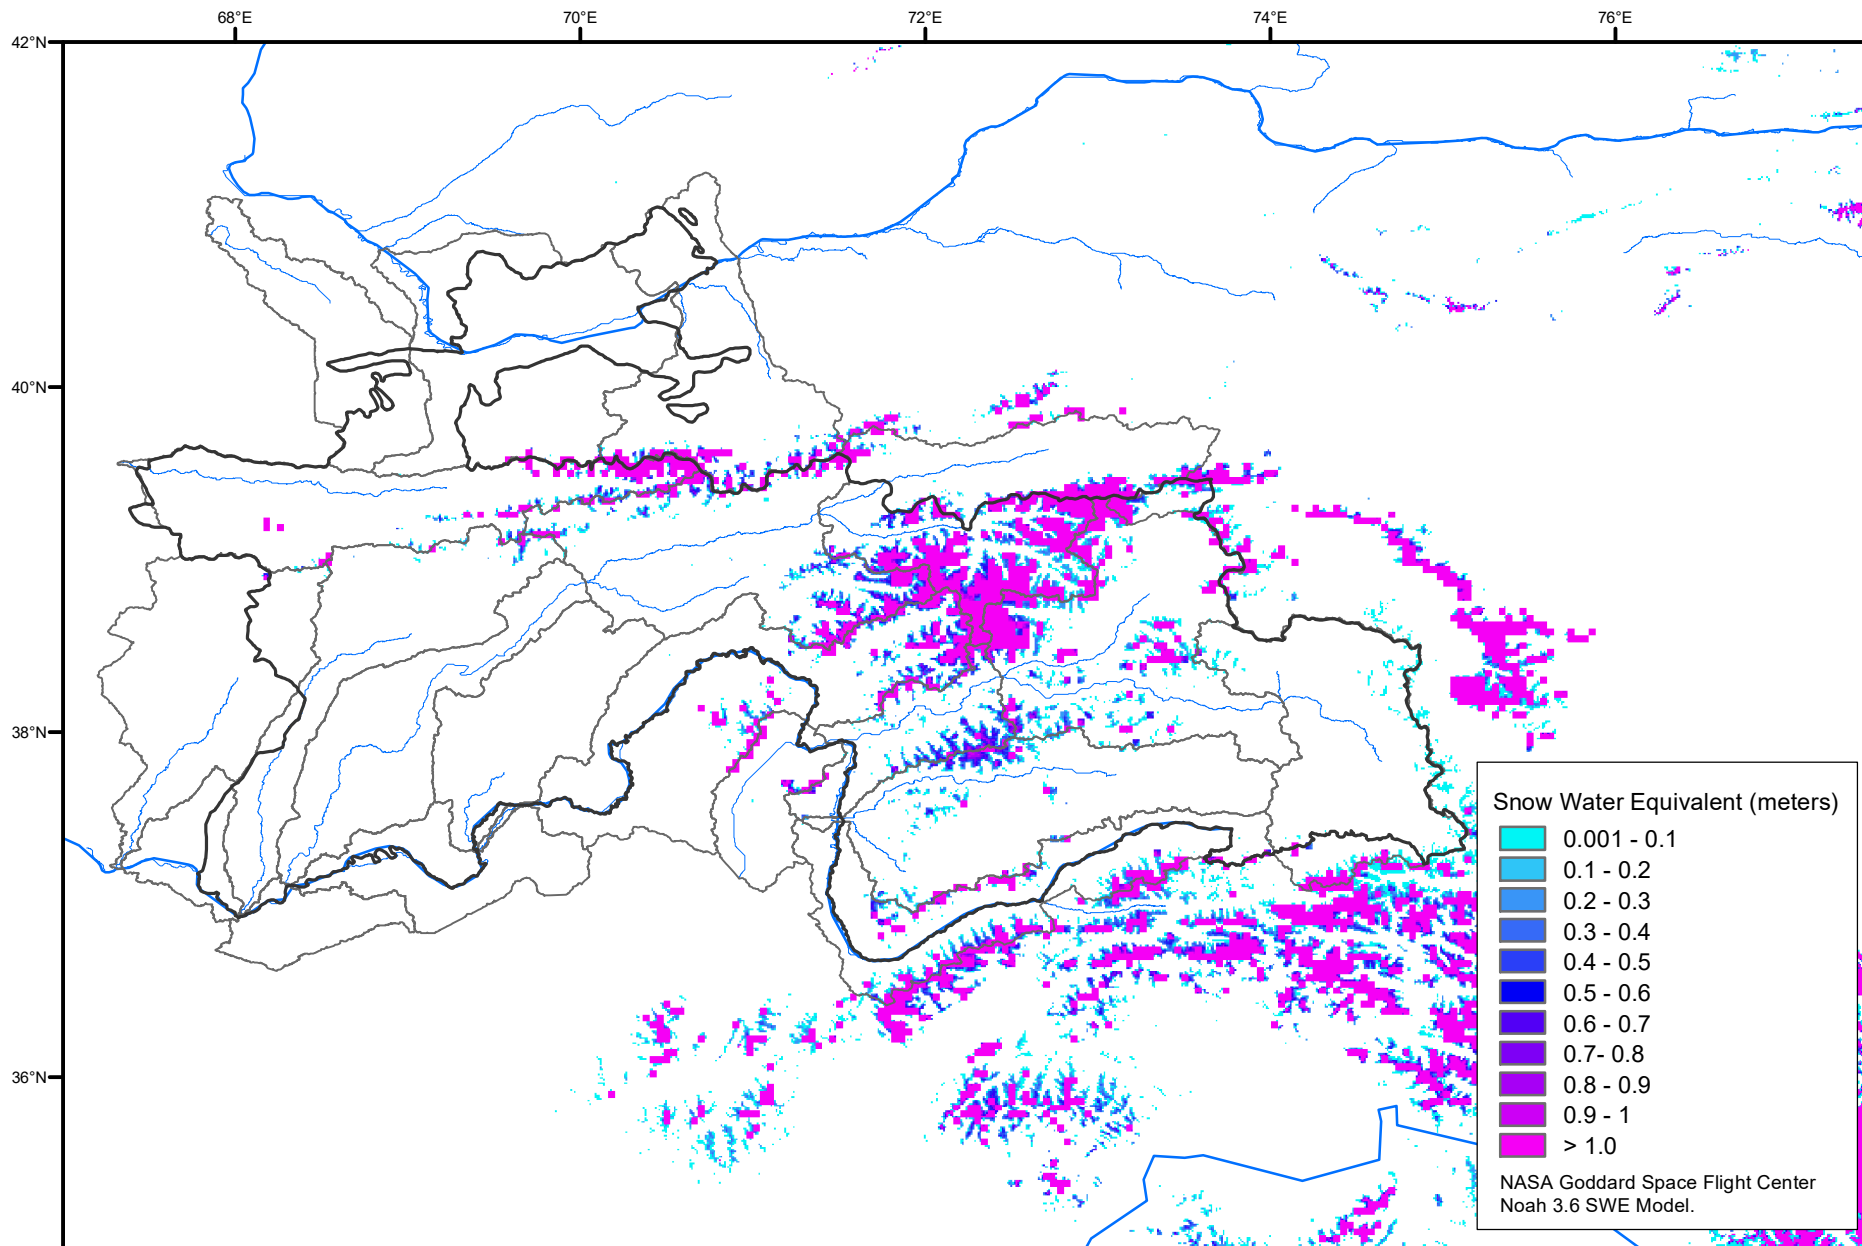 68°E
70°E
72°E
74°E
76°E
42°N
40°N
38°N
36°N
Snow Water Equivalent (meters)
0.001 - 0.1
0.1 - 0.2
0.2 - 0.3
0.3 - 0.4
0.4 - 0.5
0.5 - 0.6
0.6 - 0.7
0.7- 0.8
0.8 - 0.9
0.9 - 1
> 1.0
NASA Goddard Space Flight Center
Noah 3.6 SWE Model.